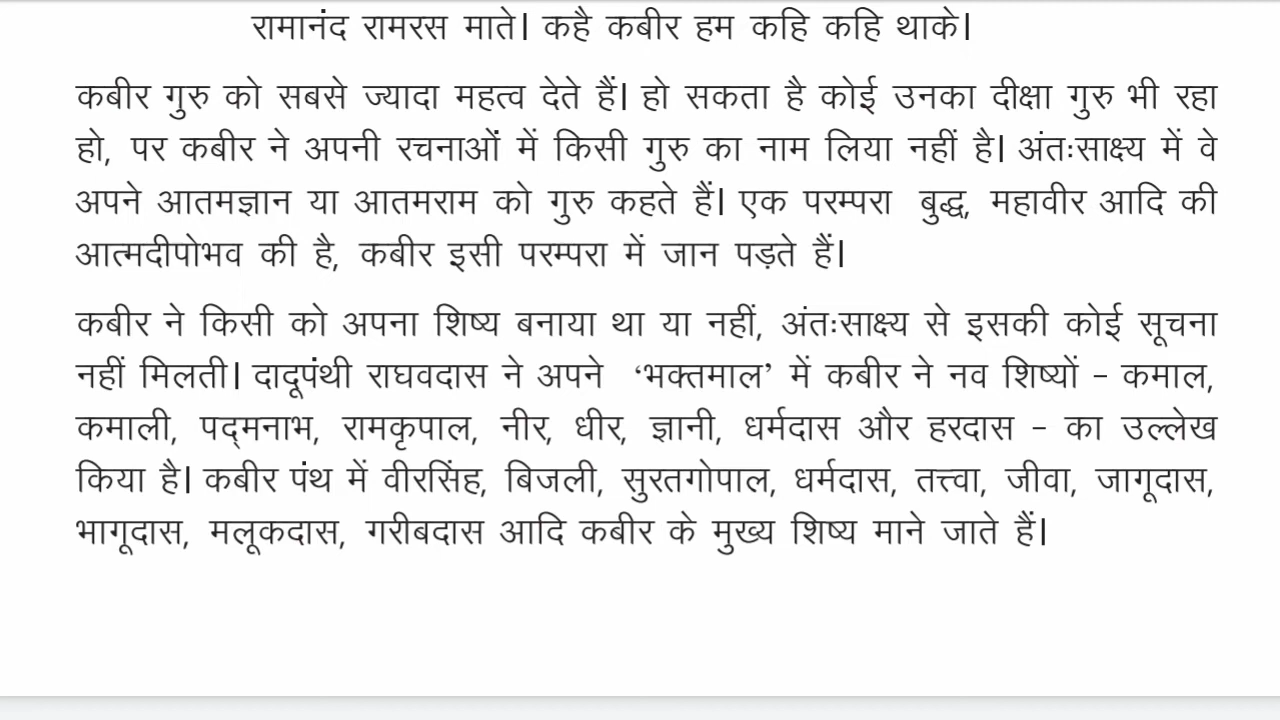 रामानंद रामरस माते। कहै कबीर हम कहि कहि थाके।
कबीर गुरु को सबसे ज्यादा महत्व देते हैं। हो सकता है कोई उनका दीक्षा गुरु भी रहा
हो, पर कबीर ने अपनी रचनाओं में किसी गुरु का नाम लिया नहीं है। अंतःसाक्ष्य में वे
अपने आतमज्ञान या आतमराम को गुरु कहते हैं। एक परम्परा बुद्ध, महावीर आदि की
आत्मदीपोभव की है, कबीर इसी परम्परा में जान पड़ते हैं।
कबीर ने किसी को अपना शिष्य बनाया था या नहीं, अंतःसाक्ष्य से इसकी कोई सूचना
नहीं मिलती। दादूपंथी राघवदास ने अपने ‘भक्तमाल’ में कबीर ने नव शिष्यों – कमाल,
कमाली, पद्‌मनाभ, रामकृपाल, नीर, धीर, ज्ञानी, धर्मदास और हरदास – का उल्लेख
किया है। कबीर पंथ में वीरसिंह, बिजली, सुरतगोपाल, धर्मदास, तत्त्वा, जीवा, जागूदास,
भागूदास, मलूकदास, गरीबदास आदि कबीर के मुख्य शिष्य माने जाते हैं।